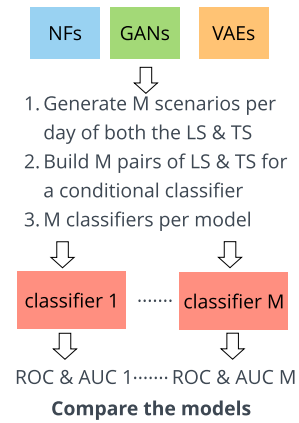 NFs GANs VAEs
1. Generate M scenarios per
day of both the LS & TS
2. Build M pairs of LS & TS for
a conditional classifier
3. M classifiers per model
classifier 1 ······· classifier M
ROC & AUC 1······· ROC & AUC M
Compare the models